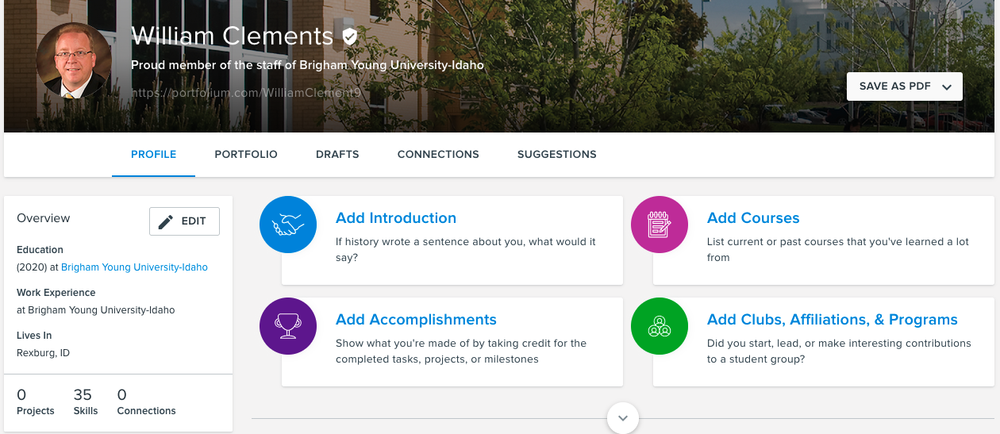 William Clements
Proud member of the staff of Brigham Young University-Idaho
https://portfolium.com/WilliamClement9
SAVE AS PDF
PROFILE
PORTFOLIO
DRAFTS
CONNECTIONS
SUGGESTIONS
Overview
EDIT
Education
(2020) at Brigham Young University-Idaho
Work Experience
at Brigham Young University-Idaho
Lives In
Rexburg, ID
0
Projects
35
Skills
0
Connections
Add Introduction
If history wrote a sentence about you, what would it
say?
Add Courses
List current or past courses that you've learned a lot
from
Add Accomplishments
Show what you're made of by taking credit for the
completed tasks, projects, or milestones
Add Clubs, Affiliations, & Programs
Did you start, lead, or make interesting contributions
to a student group?